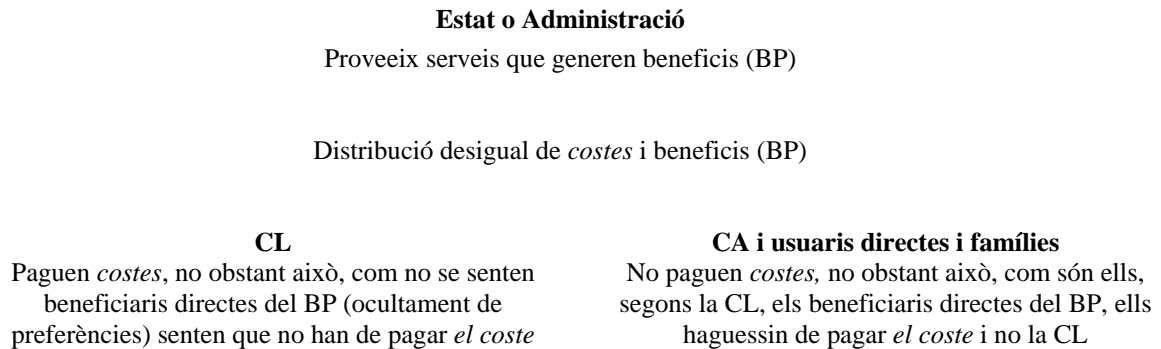 Estat o Administració
Proveeix serveis que generen beneficis (BP)
Distribució desigual de costes i beneficis (BP)
CL
Paguen costes, no obstant això, com no se senten
beneficiaris directes del BP (ocultament de
preferències) senten que no han de pagar el coste
CA i usuaris directes i famílies
No paguen costes, no obstant això, com són ells,
segons la CL, els beneficiaris directes del BP, ells
haguessin de pagar el coste i no la CL